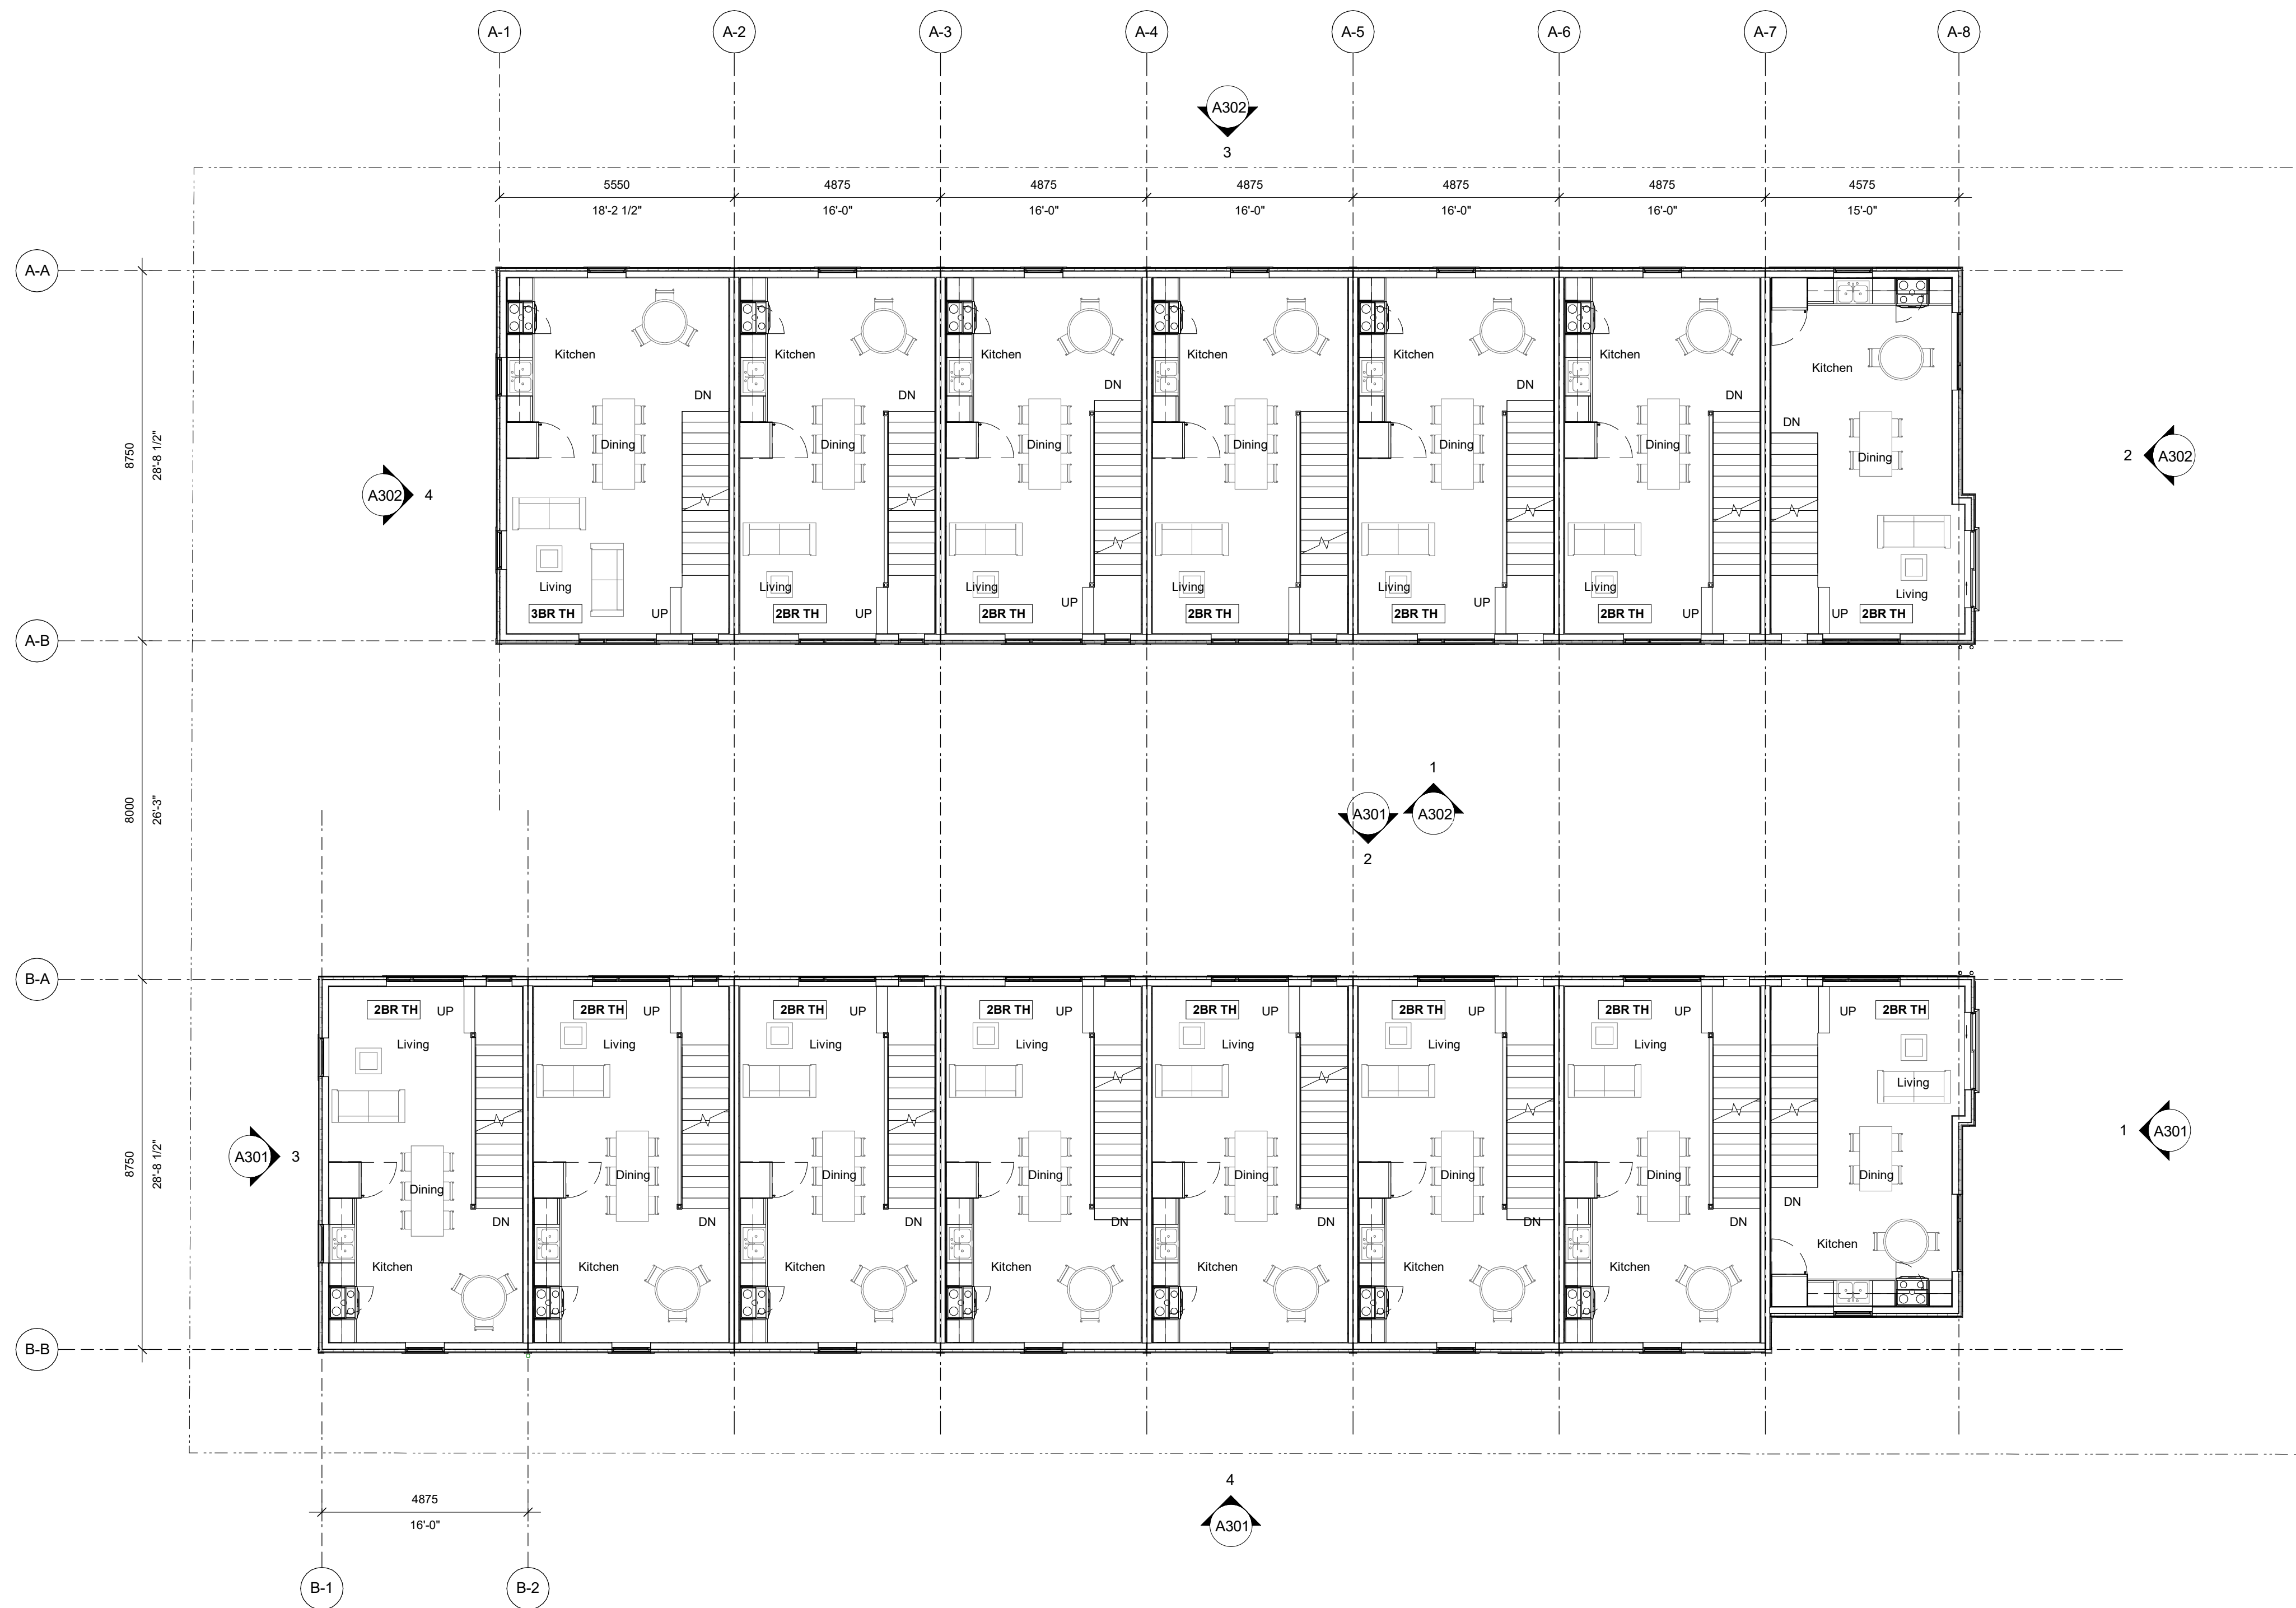 A-1 A-2 A-3 A-4 A-5 A-6 A-7 A-8
A302
3
5550 4875 4875 4875 4875 4875 4575
18'-2 1/2" 16'-0" 16'-0" 16'-0" 16'-0" 16'-0" 15'-0"
A-A
Kitchen Kitchen Kitchen Kitchen Kitchen Kitchen Kitchen
DN DN DN DN DN DN
Dining Dining Dining Dining Dining Dining Dining
8750
28'-8 1/2"
A302 4
2 A302
Living Living Living Living Living Living Living
3BR TH UP 2BR TH UP 2BR TH UP 2BR TH 2BR TH UP 2BR TH UP UP 2BR TH
A-B
8000
26'-3"
1
A301 A302
2
B-A
2BR TH UP 2BR TH UP 2BR TH UP 2BR TH UP 2BR TH UP 2BR TH UP 2BR TH UP UP 2BR TH
Living Living Living Living Living Living Living Living
8750
28'-8 1/2"
A301 3
1 A301
Dining Dining Dining Dining Dining Dining Dining Dining
DN DN DN DN DN DN DN DN
Kitchen Kitchen Kitchen Kitchen Kitchen Kitchen Kitchen Kitchen
B-B
4
A301
4875
16'-0"
B-1 B-2